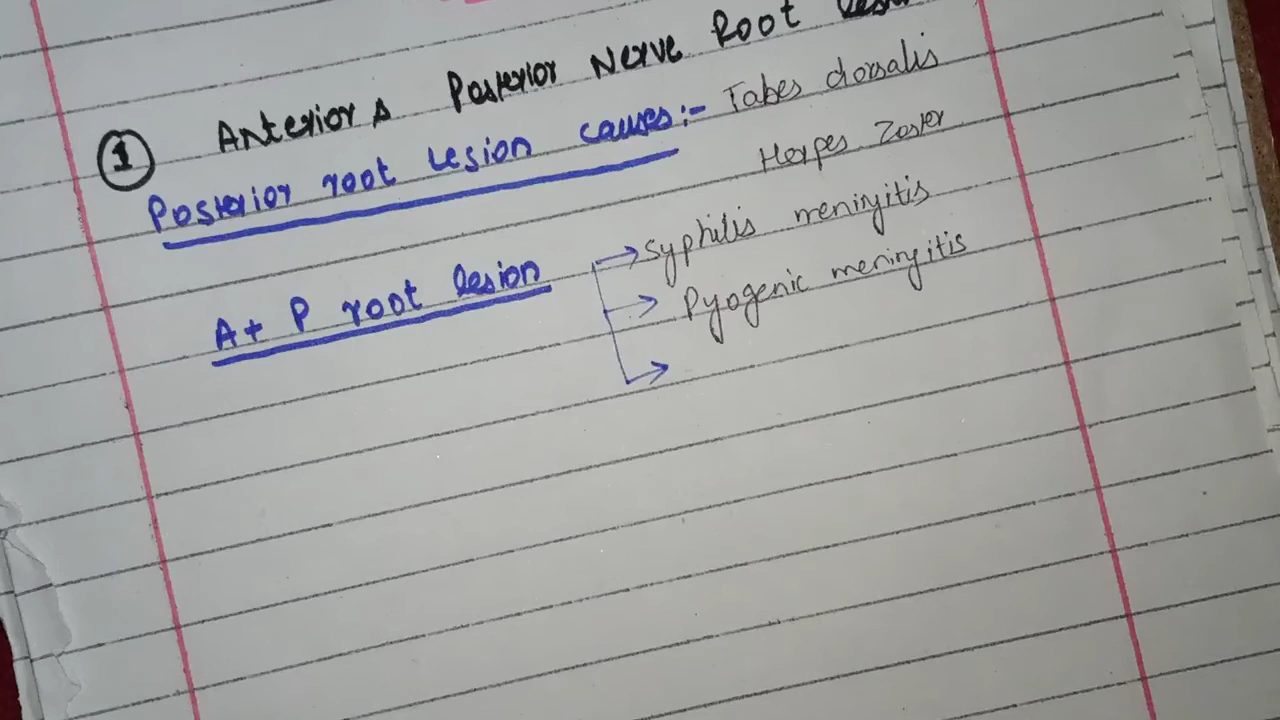 1 Anterior & Posterior Nerve Root
Posterior root lesion causes:- Tabes dorsalis
Herpes Zoster
A+ P root lesion → Syphilis meningitis
→ Pyogenic meningitis
→